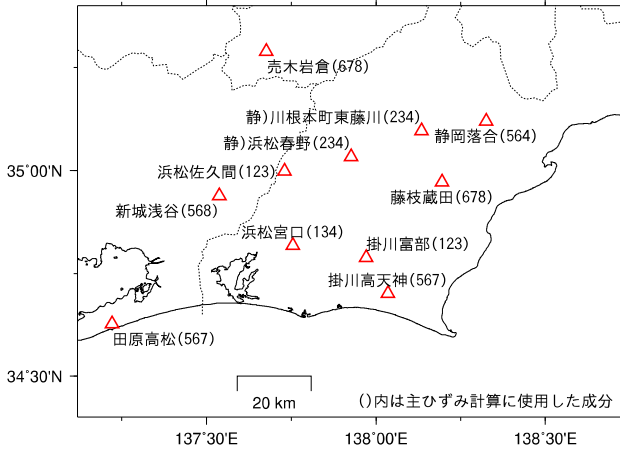 売木岩倉(678)
静)川根本町東藤川(234)
静岡落合(564)
静)浜松春野(234)
35°00'N
浜松佐久間(123)
藤枝蔵田(678)
新城浅谷(568)
浜松宮口(134)
掛川富部(123)
掛川高天神(567)
田原高松(567)
34°30'N
20 km
()内は主ひずみ計算に使用した成分
137°30'E
138°00'E
138°30'E